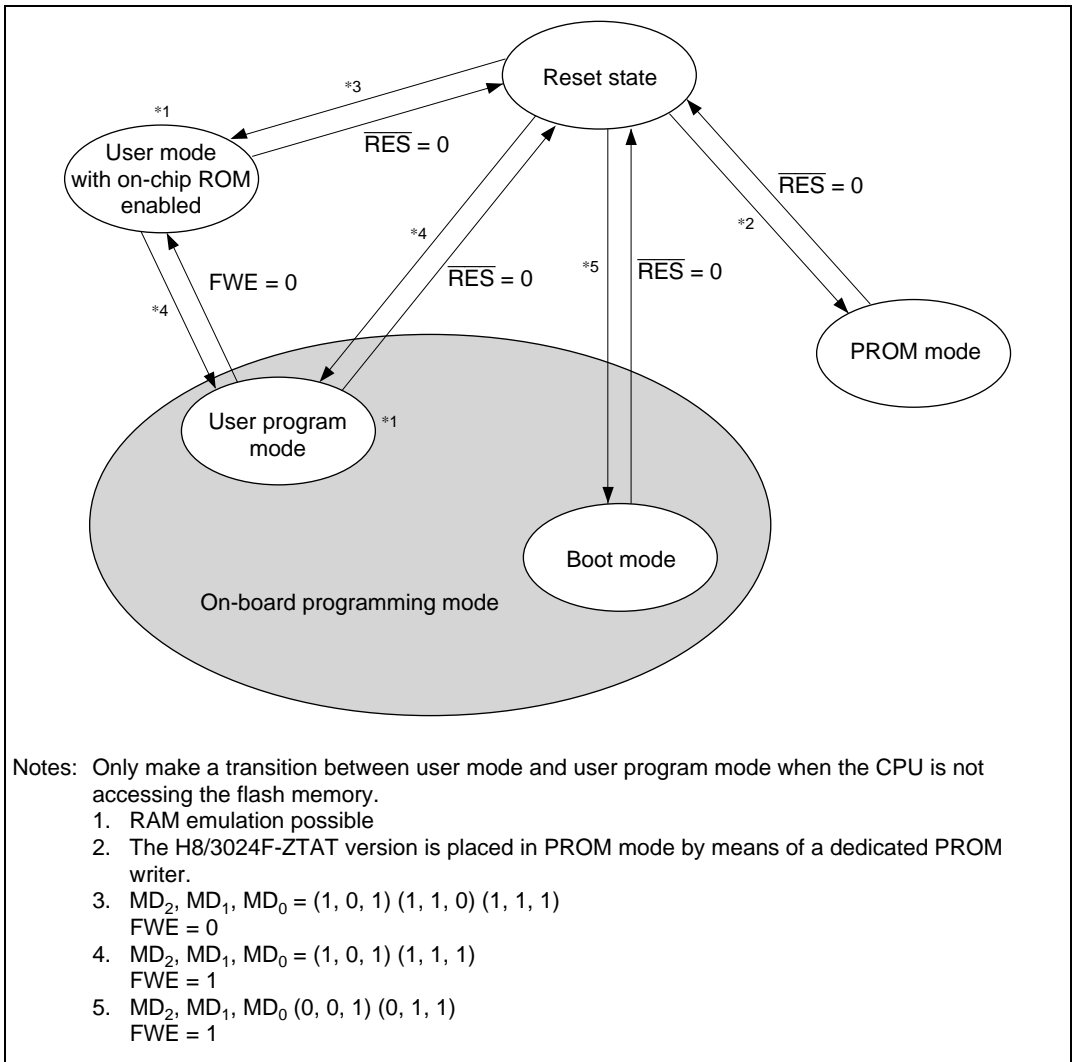 Reset state
*3
*1
RES = 0
User mode
with on-chip ROM
enabled
RES = 0
*2
*4
*5
RES = 0
RES = 0
FWE = 0
*4
PROM mode
User program
mode
*1
Boot mode
On-board programming mode
Notes: Only make a transition between user mode and user program mode when the CPU is not
accessing the flash memory.
1. RAM emulation possible
2. The H8/3024F-ZTAT version is placed in PROM mode by means of a dedicated PROM
writer.
3. MD2, MD1, MD0 = (1, 0, 1) (1, 1, 0) (1, 1, 1)
FWE = 0
4. MD2, MD1, MD0 = (1, 0, 1) (1, 1, 1)
FWE = 1
5. MD2, MD1, MD0 (0, 0, 1) (0, 1, 1)
FWE = 1